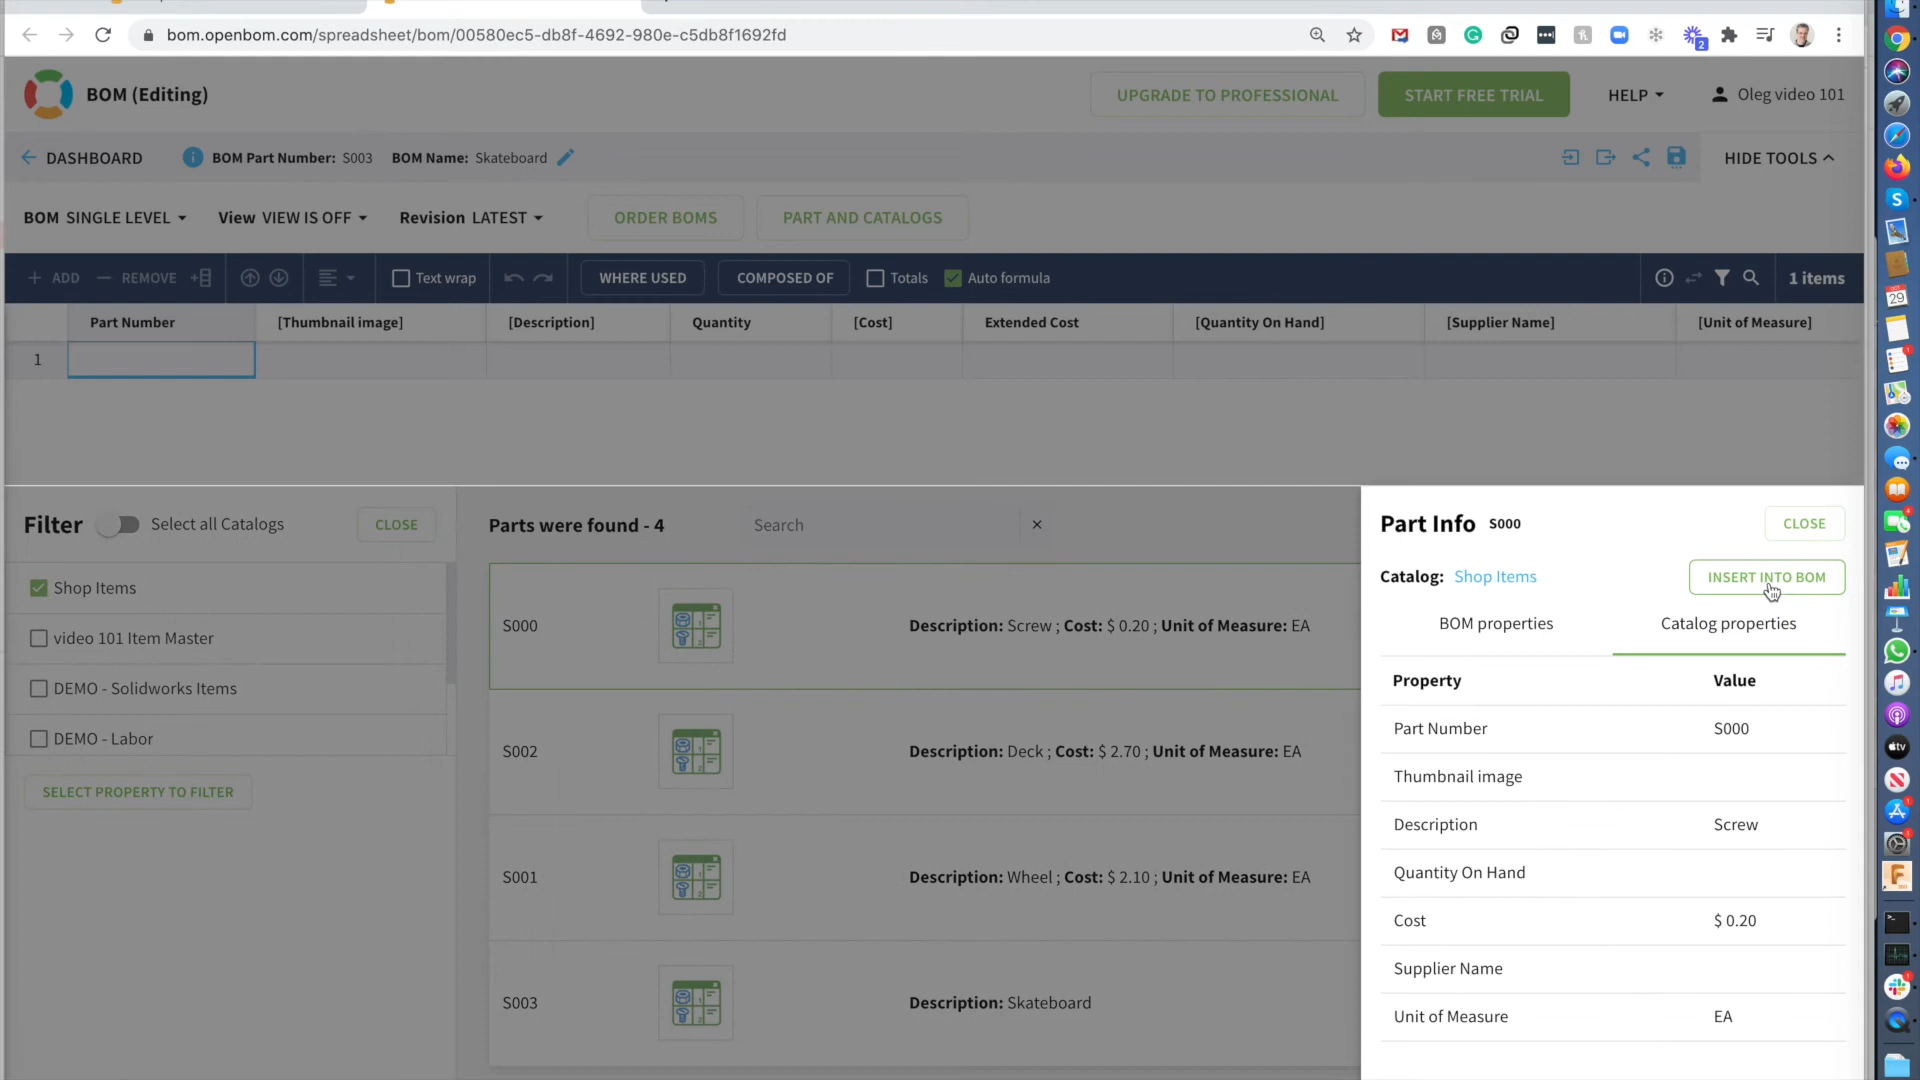 bom.openbom.com/spreadsheet/bom/00580ec5-db8f-4692-980e-c5db8f1692fd
2
BOM (Editing)
UPGRADE TO PROFESSIONAL
START FREE TRIAL
HELP
Oleg video 101
DASHBOARD
BOM Part Number: S003
BOM Name: Skateboard
HIDE TOOLS
BOM SINGLE LEVEL
View VIEW IS OFF
Revision LATEST
ORDER BOMS
PART AND CATALOGS
ADD
REMOVE
Text wrap
WHERE USED
COMPOSED OF
Totals
Auto formula
1 items
Part Number
[Thumbnail image]
[Description]
Quantity
[Cost]
Extended Cost
[Quantity On Hand]
[Supplier Name]
[Unit of Measure]
1
Filter
Select all Catalogs
CLOSE
Shop Items
video 101 Item Master
DEMO - Solidworks Items
DEMO - Labor
SELECT PROPERTY TO FILTER
Parts were found - 4
Search
S000
Description: Screw ; Cost: $ 0.20 ; Unit of Measure: EA
S002
Description: Deck ; Cost: $ 2.70 ; Unit of Measure: EA
S001
Description: Wheel ; Cost: $ 2.10 ; Unit of Measure: EA
S003
Description: Skateboard
Part Info S000
CLOSE
Catalog: Shop Items
INSERT INTO BOM
BOM properties
Catalog properties
Property Value
Part Number S000
Thumbnail image
Description Screw
Quantity On Hand
Cost $ 0.20
Supplier Name
Unit of Measure EA
29
tv